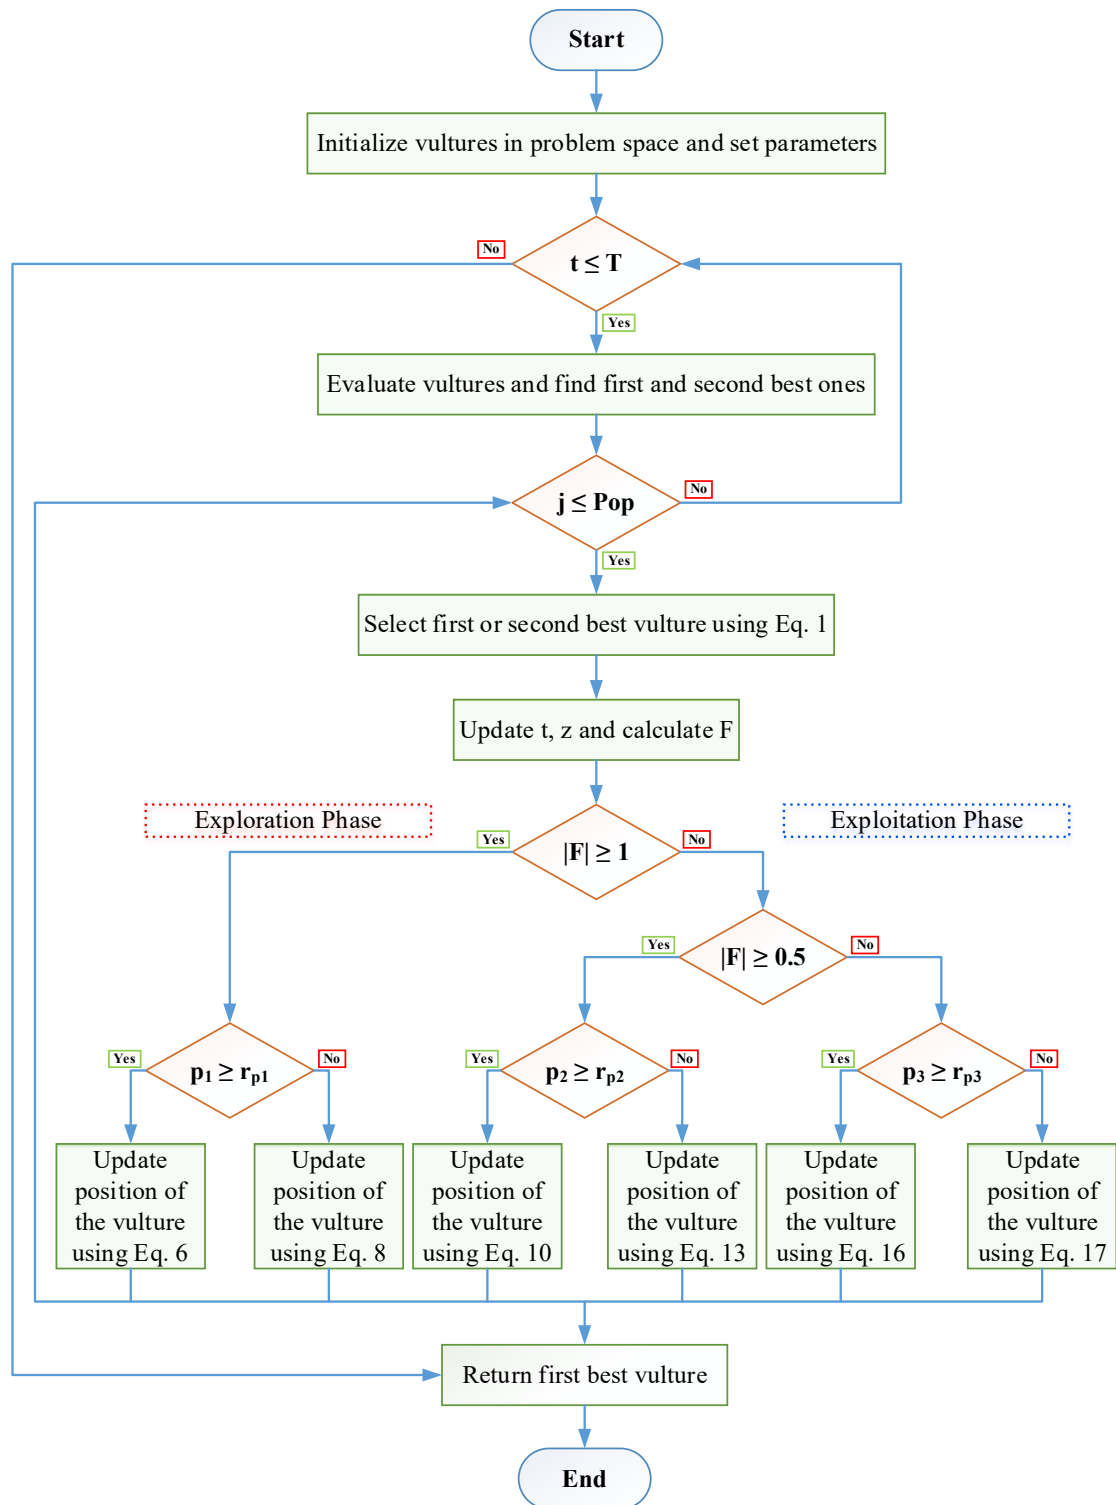 Start
Initialize vultures in problem space and set parameters
No
t ≤ T
Yes
Evaluate vultures and find first and second best ones
j ≤ Pop
No
Yes
Select first or second best vulture using Eq. 1
Update t, z and calculate F
Exploration Phase
Exploitation Phase
Yes
|F| ≥ 1
No
Yes
|F| ≥ 0.5
No
Yes
p1 ≥ rp1
No
Yes
p2 ≥ rp2
No
Yes
p3 ≥ rp3
No
Update
position of
the vulture
using Eq. 6
Update
position of
the vulture
using Eq. 8
Update
position of
the vulture
using Eq. 10
Update
position of
the vulture
using Eq. 13
Update
position of
the vulture
using Eq. 16
Update
position of
the vulture
using Eq. 17
Return first best vulture
End